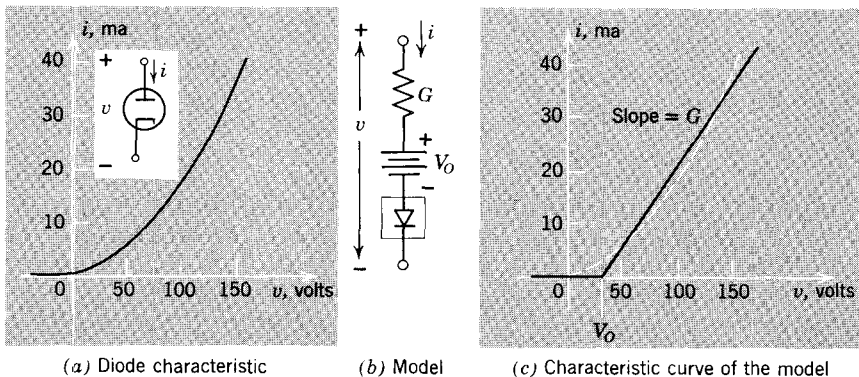 i, ma
40
30
20
10
0
50
100
150
v, volts
+
i
v
−
(a) Diode characteristic
+
i
G
v
+
V_O
−
−
(b) Model
i, ma
40
30
20
10
Slope = G
0
50
100
150
v, volts
V_O
(c) Characteristic curve of the model